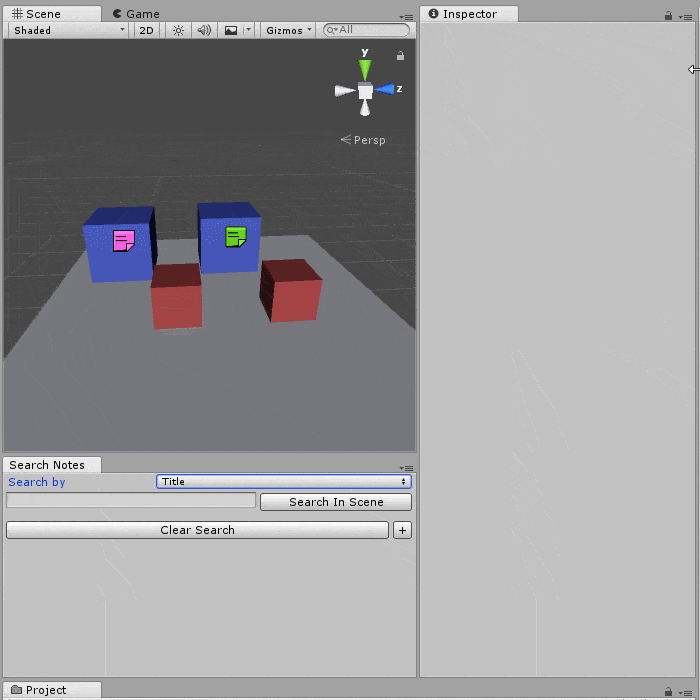 Scene
Game
Inspector
Shaded
2D
Gizmos
All
y
z
Persp
Search Notes
Search by
Title
Search In Scene
Clear Search
+
Project